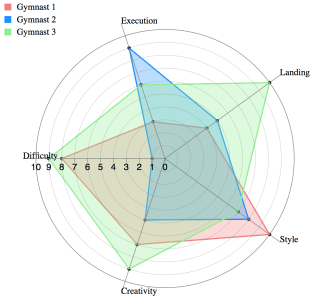 Gymnast 1
Gymnast 2
Gymnast 3
Execution
Landing
Difficulty
10 9 8 7 6 5 4 3 2 1 0
Style
Creativity